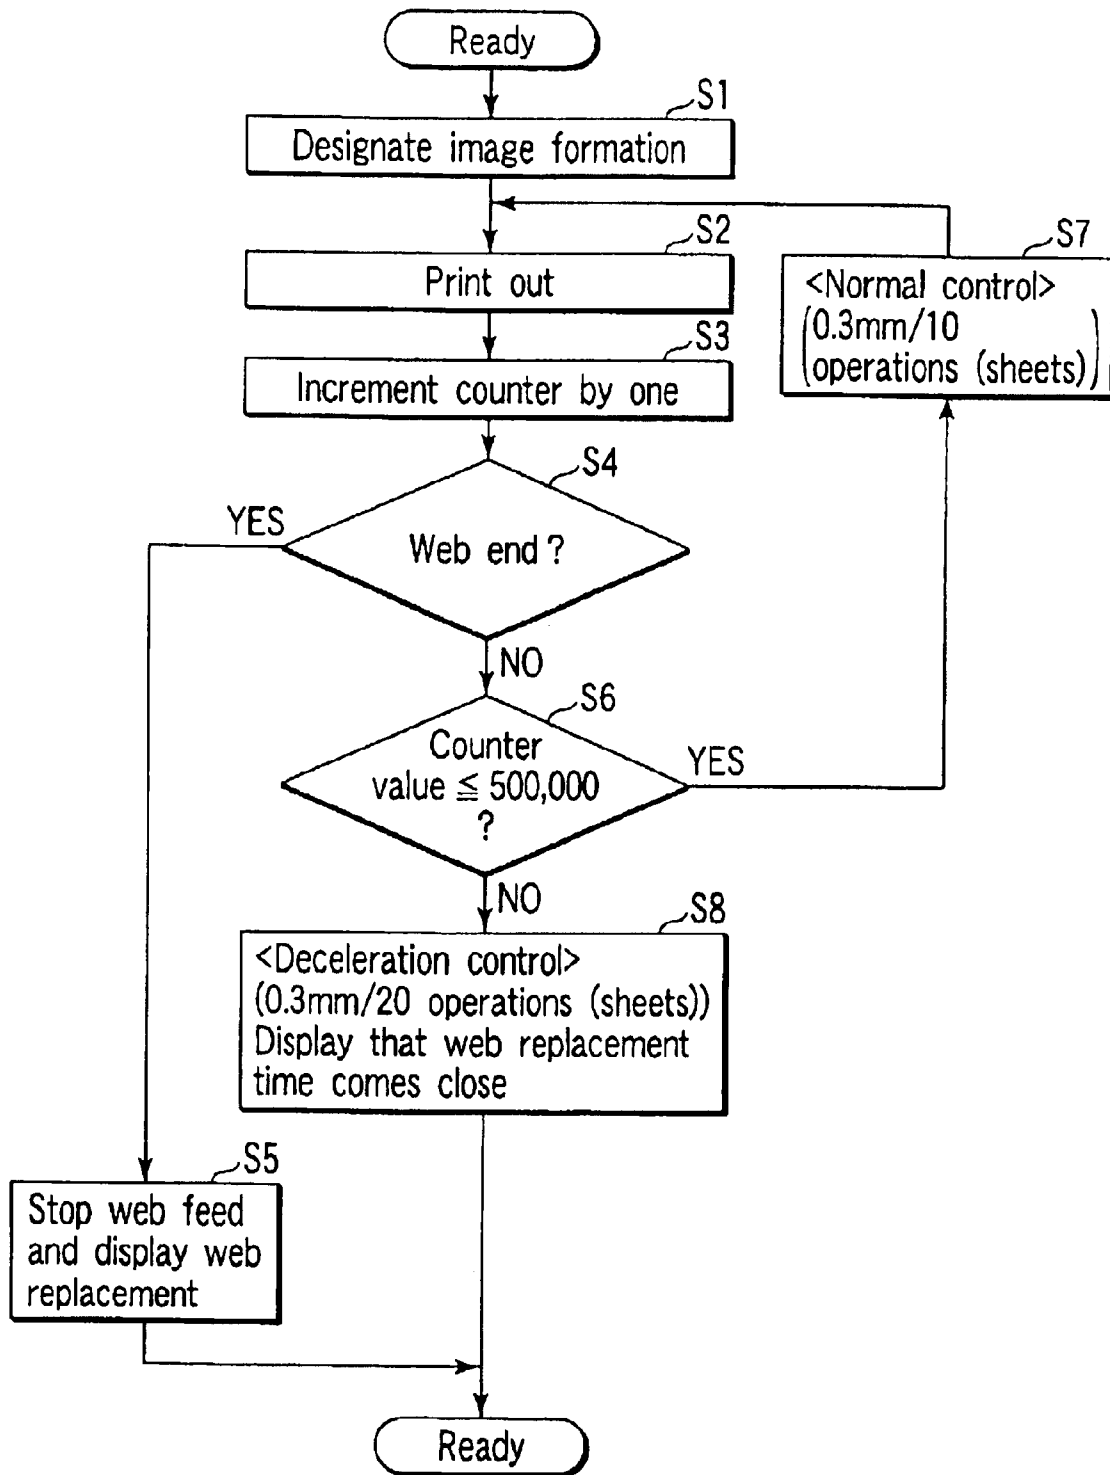 Ready
S1
Designate image formation
S2
Print out
S7
<Normal control>
(0.3mm/10
operations (sheets))
S3
Increment counter by one
S4
YES
Web end?
NO
S6
Counter
value ≦ 500,000
?
YES
NO
S8
<Deceleration control>
(0.3mm/20 operations (sheets))
Display that web replacement
time comes close
S5
Stop web feed
and display web
replacement
Ready